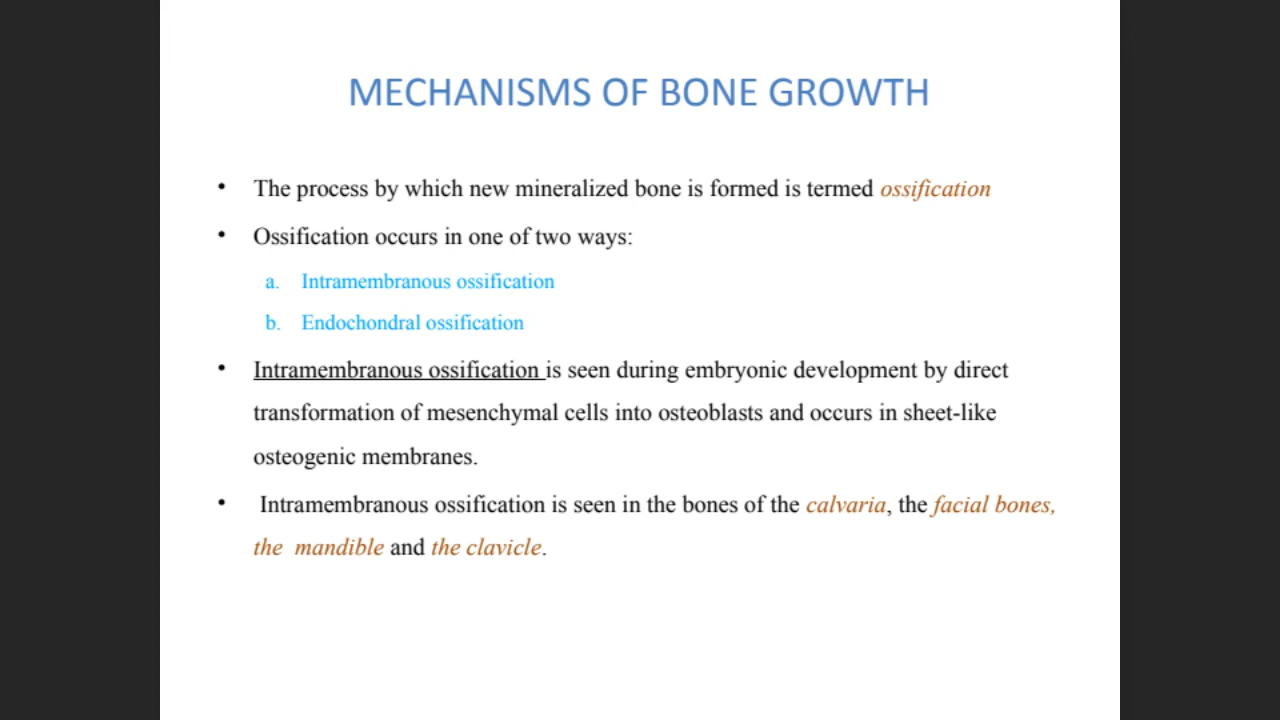 MECHANISMS OF BONE GROWTH
• The process by which new mineralized bone is formed is termed ossification
• Ossification occurs in one of two ways:
a. Intramembranous ossification
b. Endochondral ossification
• Intramembranous ossification is seen during embryonic development by direct
transformation of mesenchymal cells into osteoblasts and occurs in sheet-like
osteogenic membranes.
• Intramembranous ossification is seen in the bones of the calvaria, the facial bones,
the mandible and the clavicle.